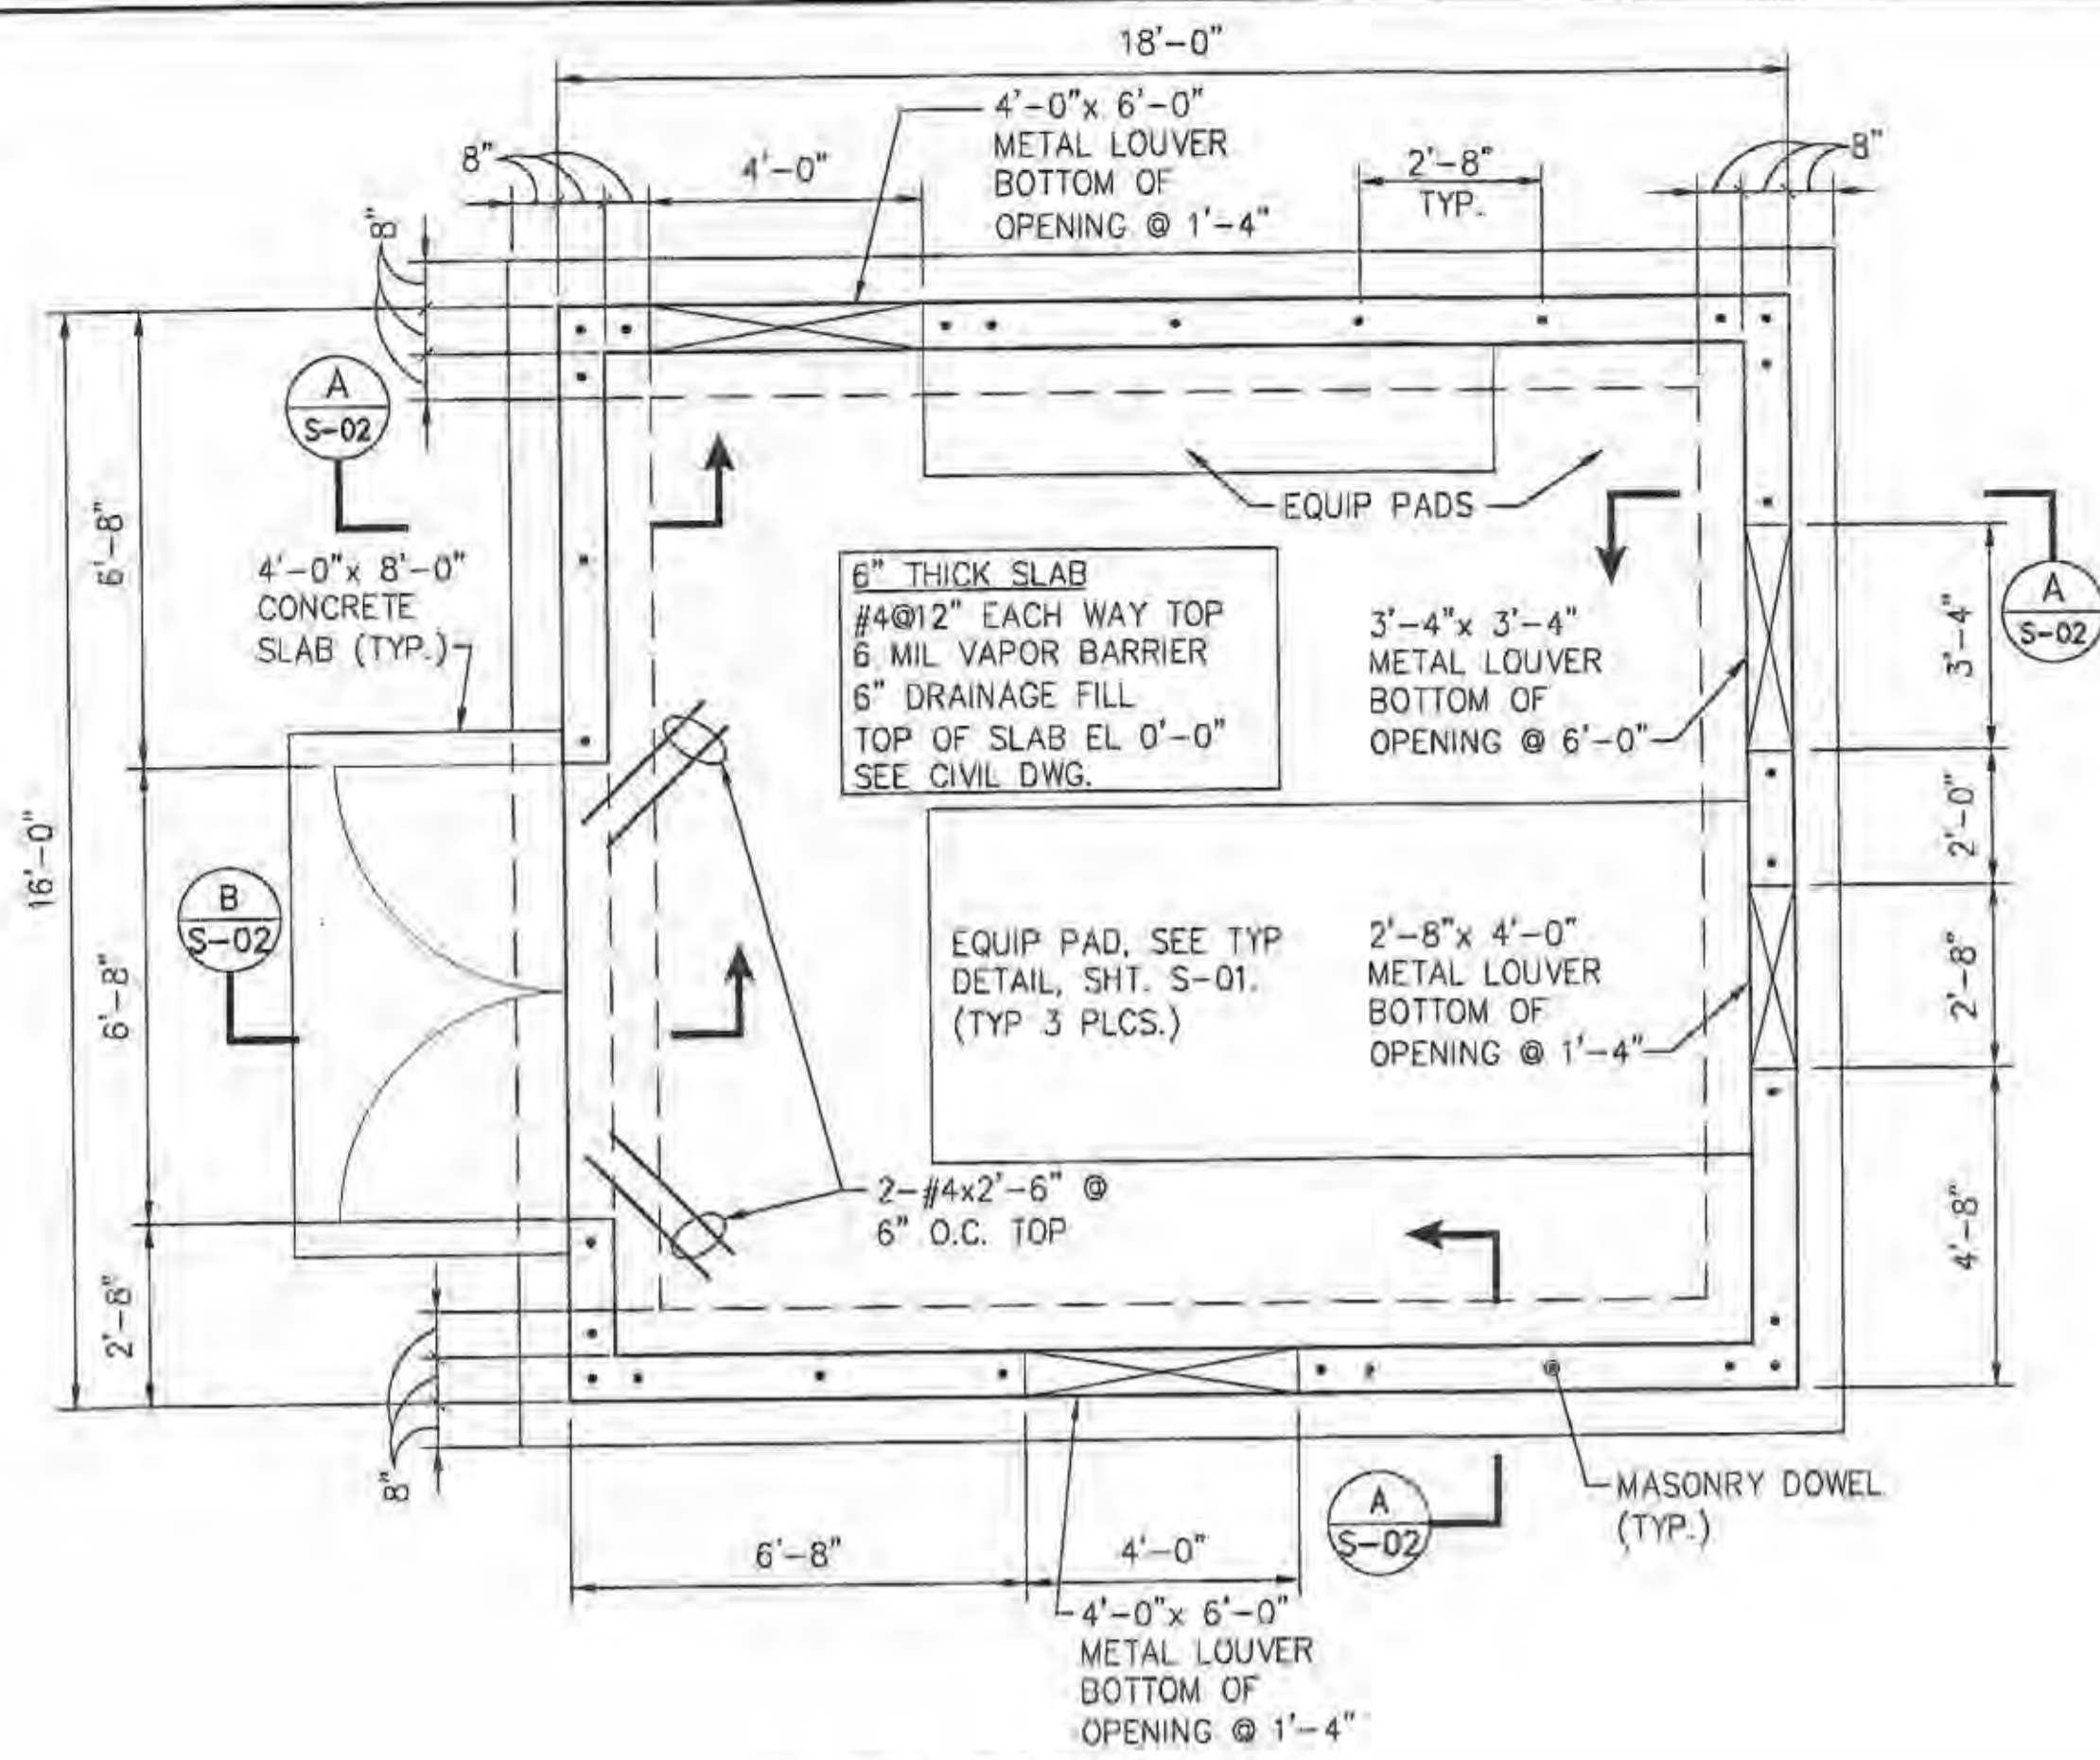 18'-0"
4'-0"x 6'-0"
METAL LOUVER
BOTTOM OF
OPENING @ 1'-4"
8"
4'-0"
2'-8"
TYP.
8"
8"
A
S-02
6'-8"
16'-0"
4'-0"x 8'-0"
CONCRETE
SLAB (TYP.)
EQUIP PADS
6" THICK SLAB
#4@12" EACH WAY TOP
6 MIL VAPOR BARRIER
6" DRAINAGE FILL
TOP OF SLAB EL 0'-0"
SEE CIVIL DWG.
3'-4"x 3'-4"
METAL LOUVER
BOTTOM OF
OPENING @ 6'-0"
3'-4"
A
S-02
2'-0"
B
S-02
6'-8"
EQUIP PAD, SEE TYP
DETAIL, SHT. S-01.
(TYP 3 PLCS.)
2'-8"x 4'-0"
METAL LOUVER
BOTTOM OF
OPENING @ 1'-4"
2'-8"
2-#4x2'-6" @
6" O.C. TOP
4'-8"
2'-8"
8"
A
S-02
MASONRY DOWEL
(TYP.)
6'-8"
4'-0"
4'-0"x 6'-0"
METAL LOUVER
BOTTOM OF
OPENING @ 1'-4"